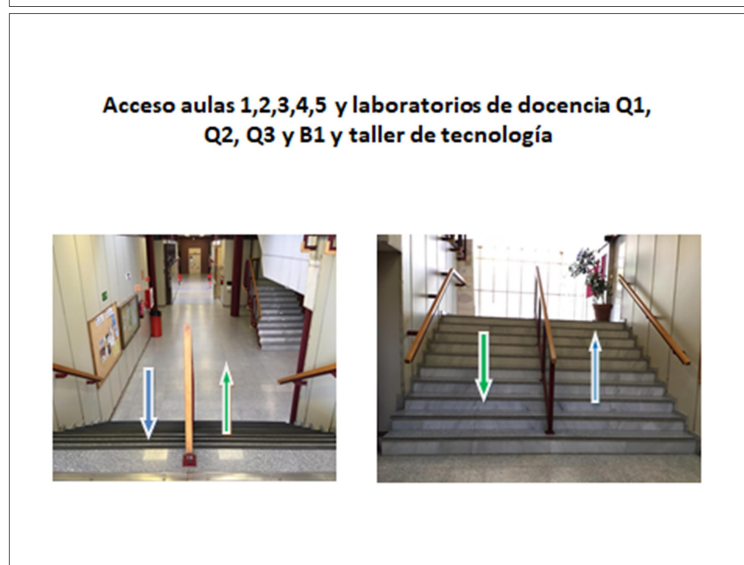 Acceso aulas 1,2,3,4,5 y laboratorios de docencia Q1,
Q2, Q3 y B1 y taller de tecnología